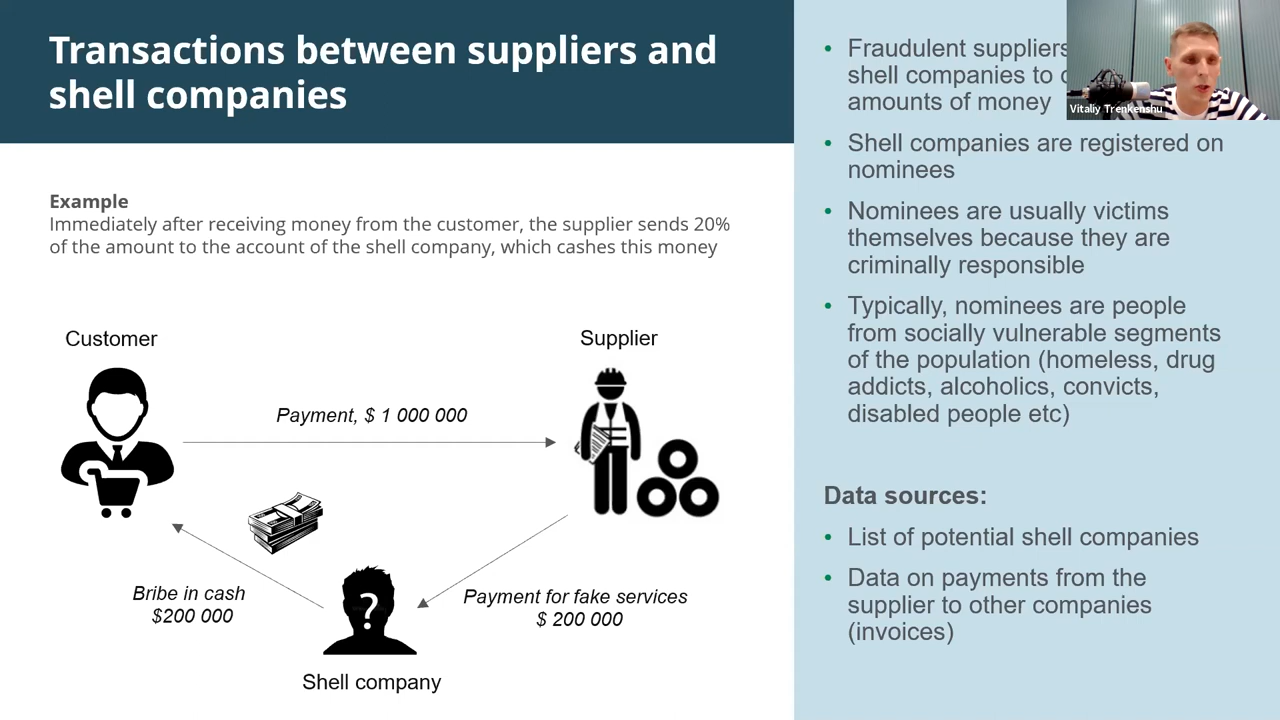 Transactions between suppliers and
shell companies
Example
Immediately after receiving money from the customer, the supplier sends 20%
of the amount to the account of the shell company, which cashes this money
Customer
Supplier
Payment, $ 1 000 000
Bribe in cash
$200 000
?
Payment for fake services
$ 200 000
Shell company
• Fraudulent suppliers
shell companies to
amounts of money
• Shell companies are registered on
nominees
• Nominees are usually victims
themselves because they are
criminally responsible
• Typically, nominees are people
from socially vulnerable segments
of the population (homeless, drug
addicts, alcoholics, convicts,
disabled people etc)
Data sources:
• List of potential shell companies
• Data on payments from the
supplier to other companies
(invoices)
Vitaliy Trenkenshu